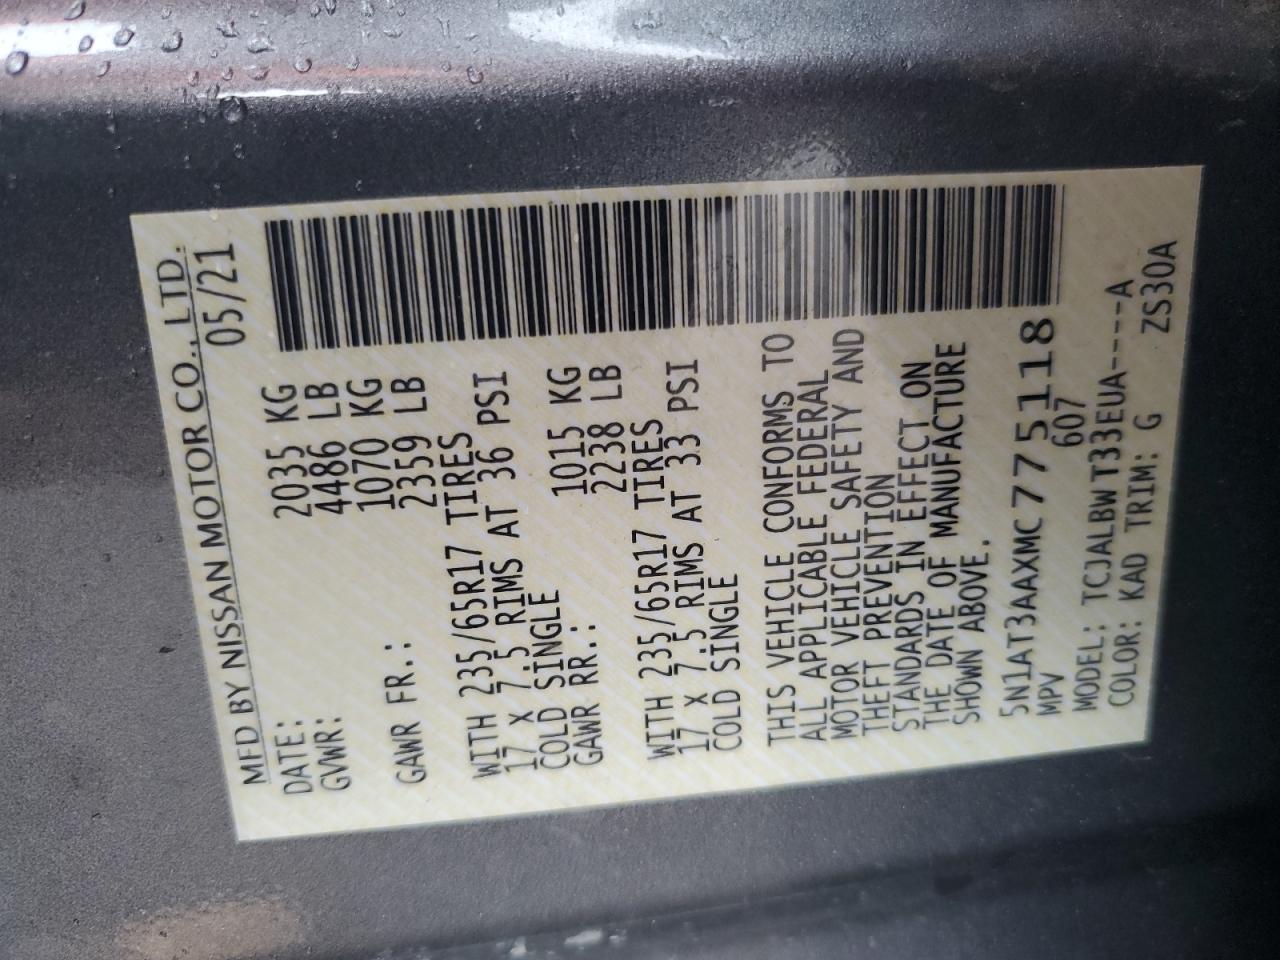 MFD BY NISSAN MOTOR CO., LTD.
DATE: 05/21
GVWR: 2035 KG
4486 LB
1070 KG
GAWR FR.: 2359 LB
WITH 235/65R17 TIRES
17 X 7.5 RIMS AT 36 PSI
COLD SINGLE
GAWR RR.: 1015 KG
2238 LB
WITH 235/65R17 TIRES
17 X 7.5 RIMS AT 33 PSI
COLD SINGLE
THIS VEHICLE CONFORMS TO
ALL APPLICABLE FEDERAL
MOTOR VEHICLE SAFETY AND
THEFT PREVENTION
STANDARDS IN EFFECT ON
THE DATE OF MANUFACTURE
SHOWN ABOVE.
5N1AT3AAXMC775118
MPV 607
MODEL: TCJALBWT33EUA----A
COLOR: KAD TRIM: G ZS30A